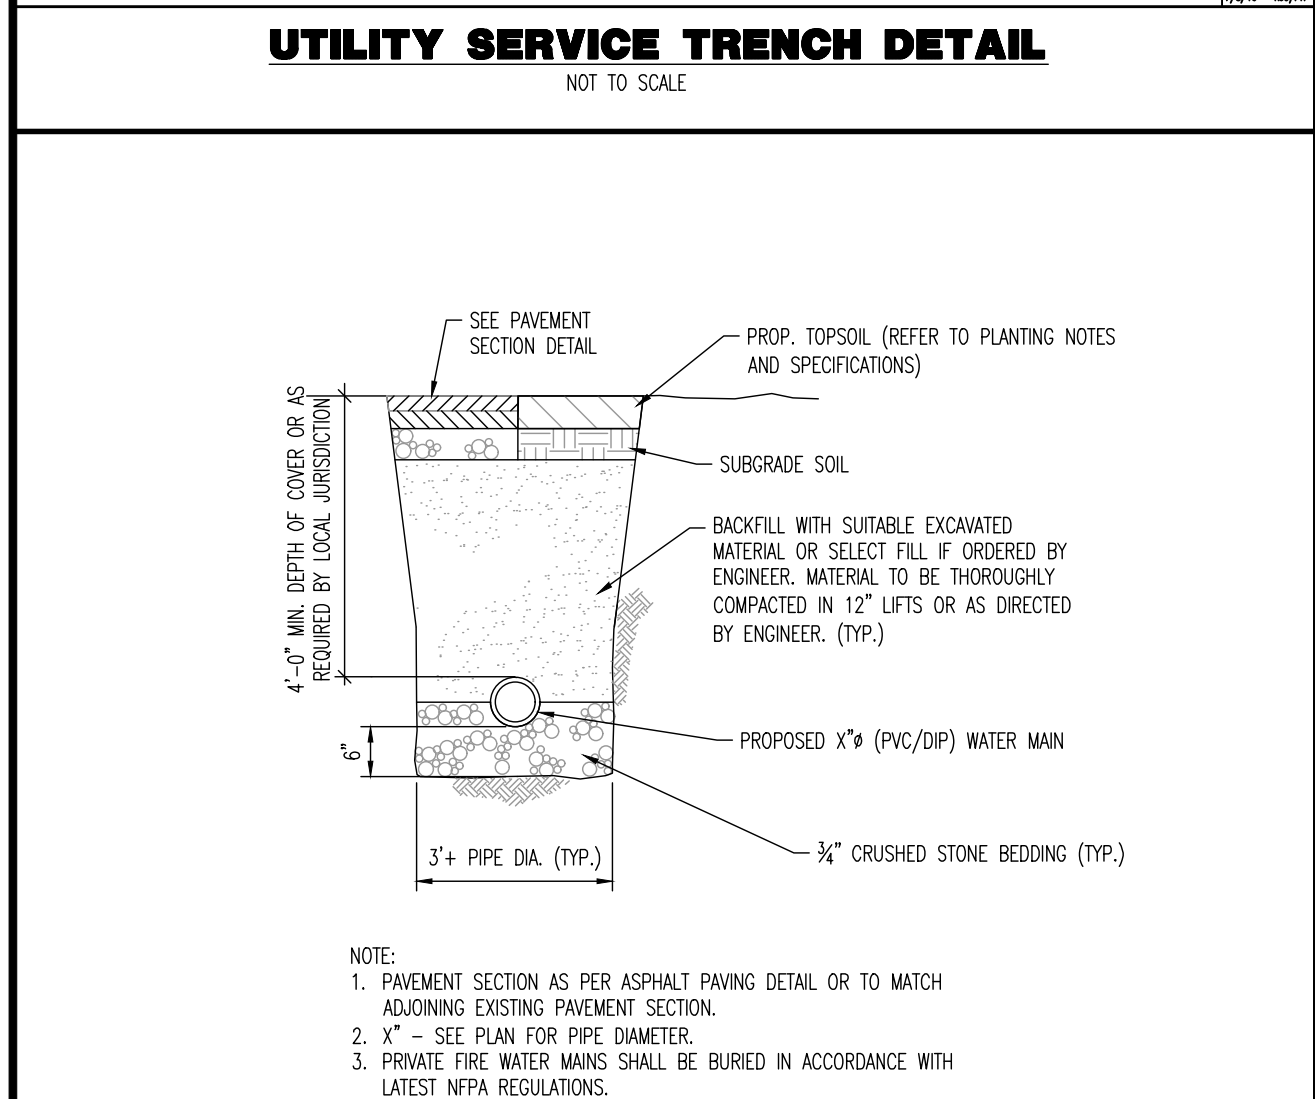 UTILITY SERVICE TRENCH DETAIL
NOT TO SCALE
SEE PAVEMENT
SECTION DETAIL
PROP. TOPSOIL (REFER TO PLANTING NOTES
AND SPECIFICATIONS)
4'-0" MIN. DEPTH OF COVER OR AS
REQUIRED BY LOCAL JURISDICTION
SUBGRADE SOIL
BACKFILL WITH SUITABLE EXCAVATED
MATERIAL OR SELECT FILL IF ORDERED BY
ENGINEER. MATERIAL TO BE THOROUGHLY
COMPACTED IN 12" LIFTS OR AS DIRECTED
BY ENGINEER. (TYP.)
6"
PROPOSED X"ø (PVC/DIP) WATER MAIN
3'+ PIPE DIA. (TYP.)
¾" CRUSHED STONE BEDDING (TYP.)
NOTE:
1. PAVEMENT SECTION AS PER ASPHALT PAVING DETAIL OR TO MATCH
ADJOINING EXISTING PAVEMENT SECTION.
2. X" – SEE PLAN FOR PIPE DIAMETER.
3. PRIVATE FIRE WATER MAINS SHALL BE BURIED IN ACCORDANCE WITH
LATEST NFPA REGULATIONS.